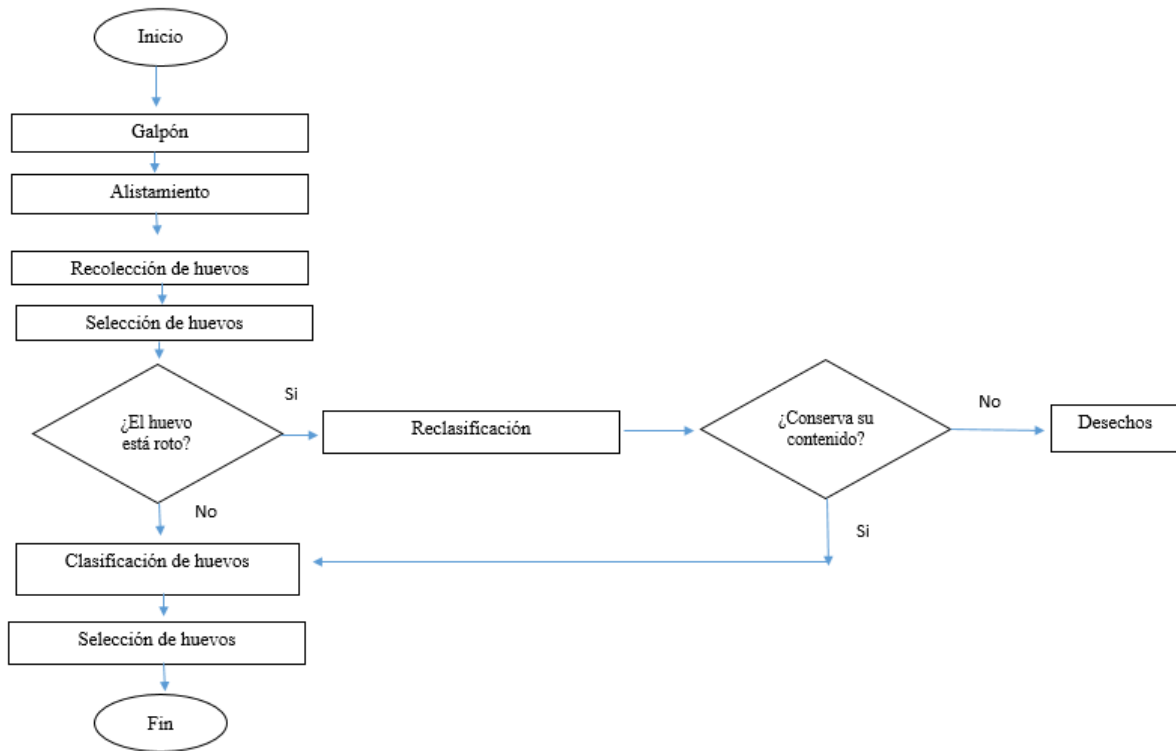 Inicio
Galpón
Alistamiento
Recolección de huevos
Selección de huevos
¿El huevo
está roto?
Si
Reclasificación
¿Conserva su
contenido?
No
Desechos
No
Si
Clasificación de huevos
Selección de huevos
Fin